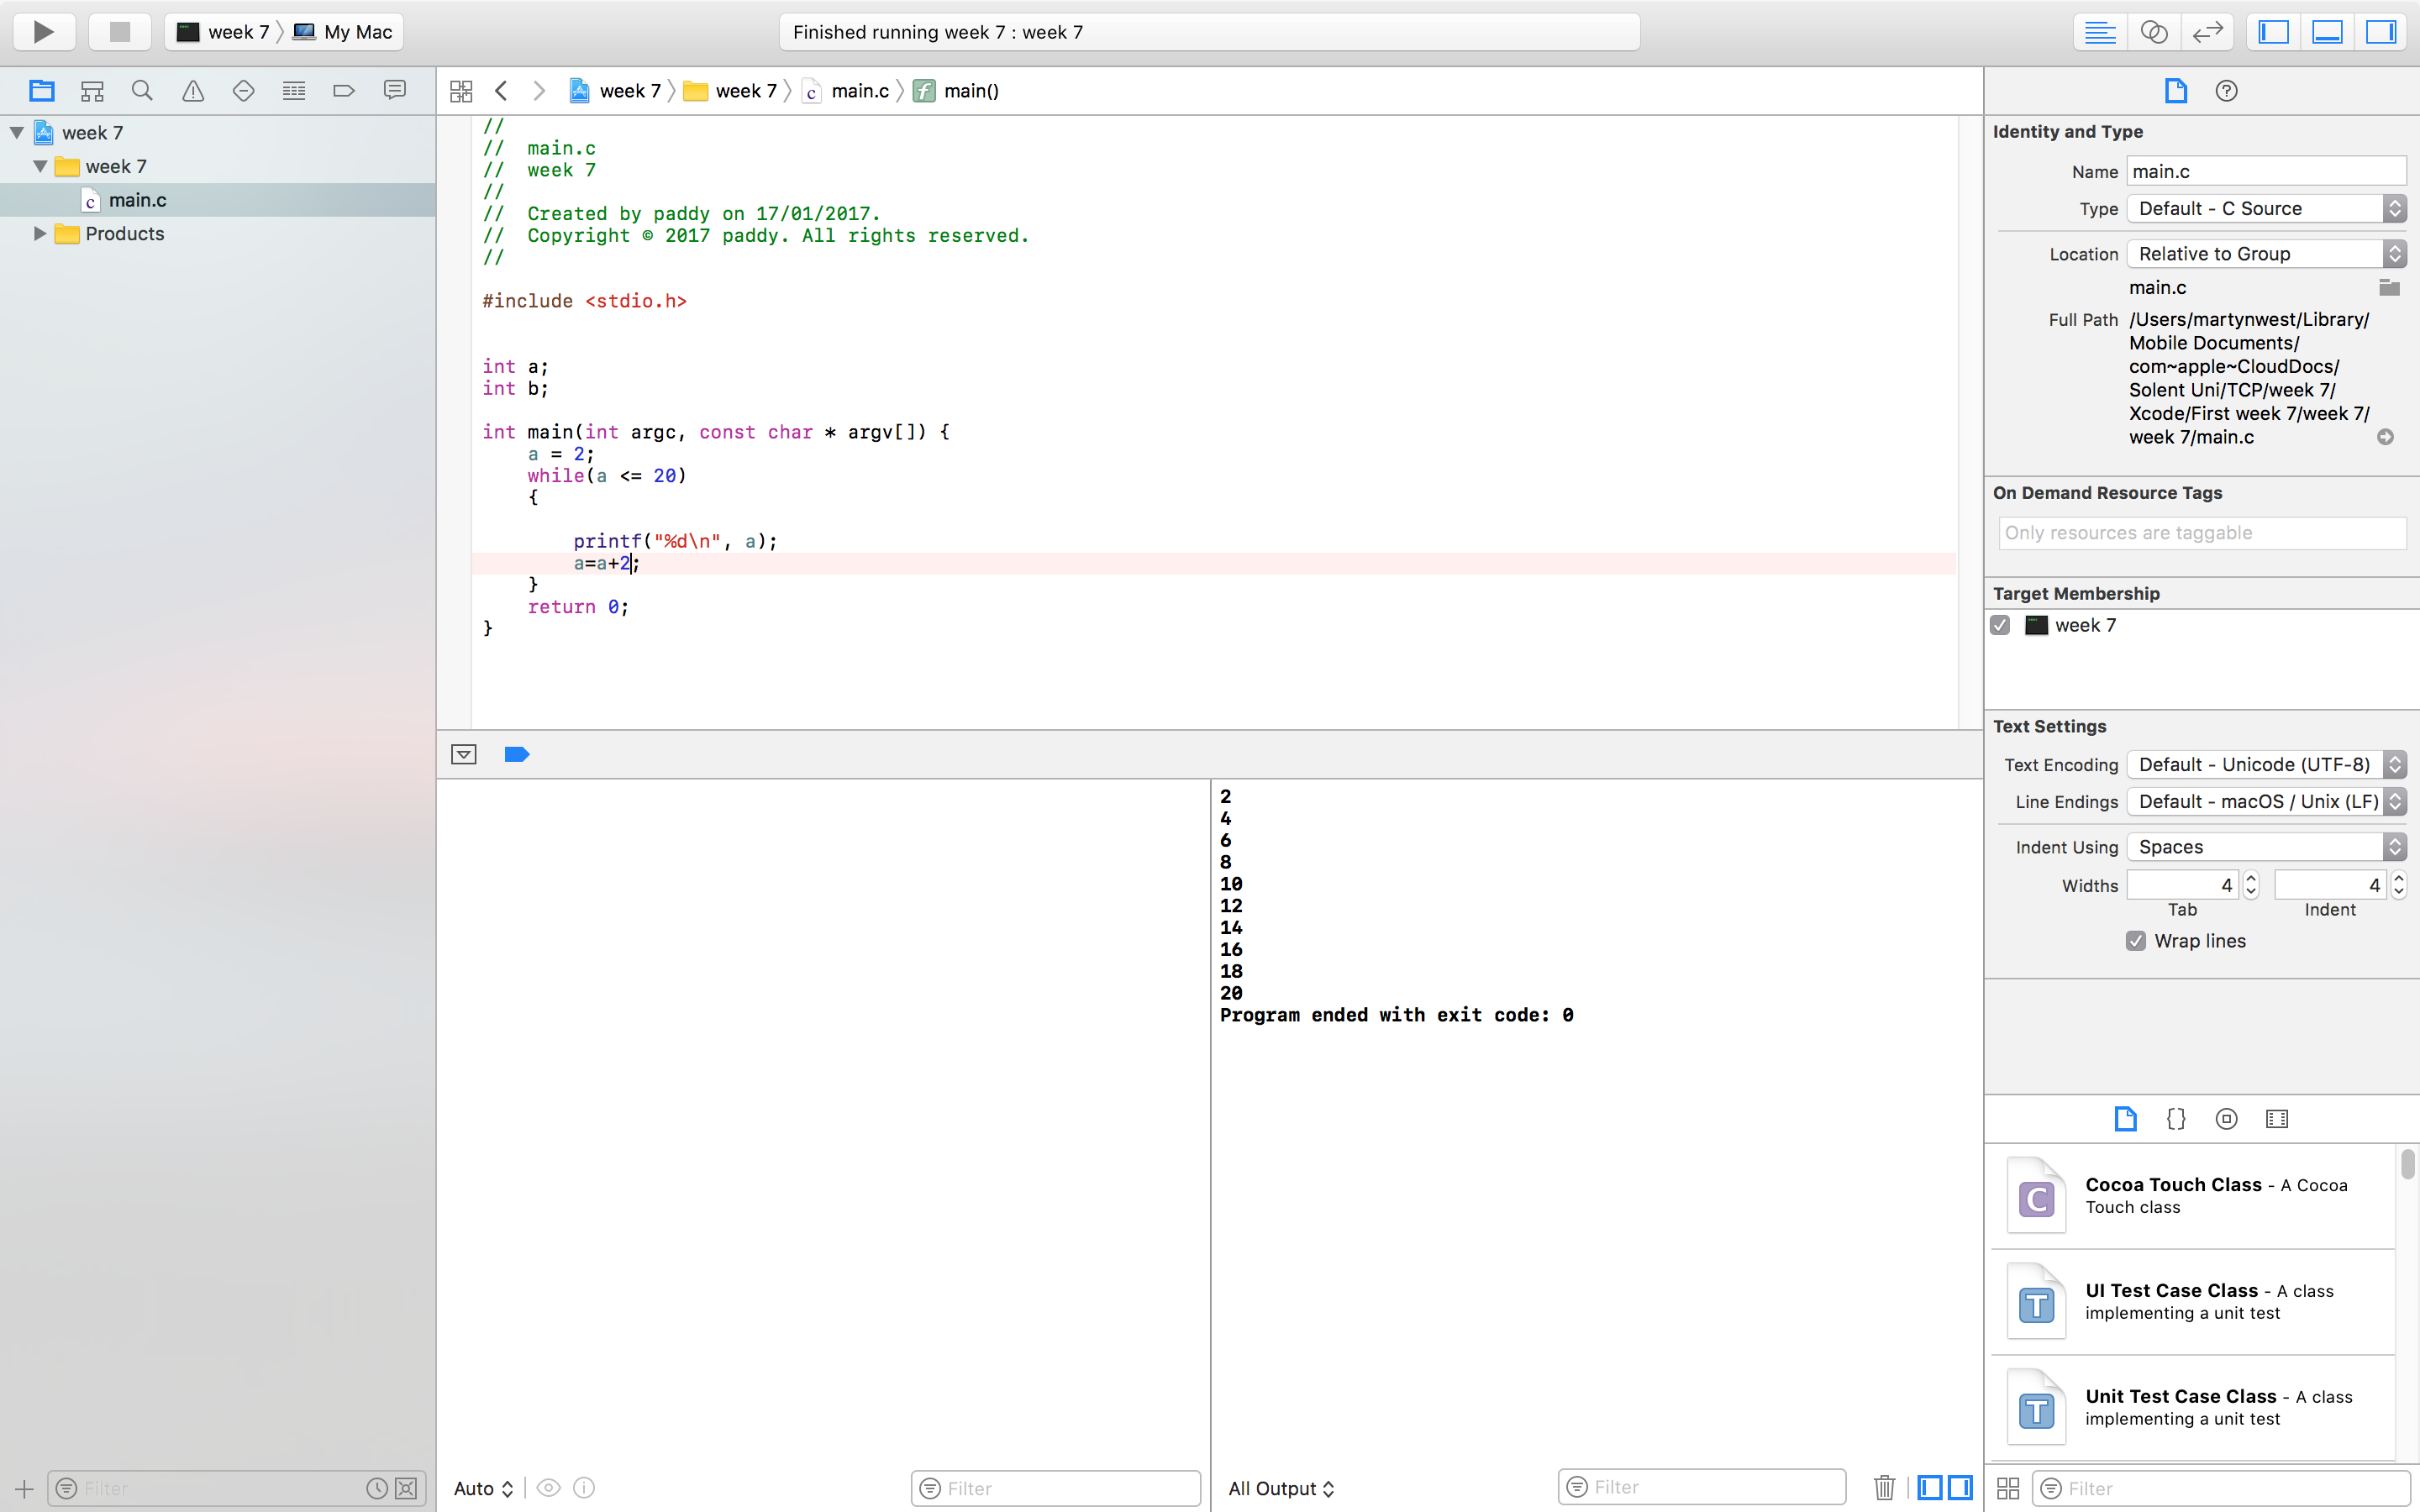 week 7 〉 My Mac
Finished running week 7 : week 7
week 7 〉 week 7 〉 main.c 〉 main()
week 7
week 7
main.c
Products
//
//  main.c
//  week 7
//
//  Created by paddy on 17/01/2017.
//  Copyright © 2017 paddy. All rights reserved.
//
#include <stdio.h>
int a;
int b;
int main(int argc, const char * argv[]) {
    a = 2;
    while(a <= 20)
    {
        printf("%d\n", a);
        a=a+2;
    }
    return 0;
}
2
4
6
8
10
12
14
16
18
20
Program ended with exit code: 0
Filter
Auto
Filter
All Output
Filter
Identity and Type
Name main.c
Type Default - C Source
Location Relative to Group
main.c
Full Path /Users/martynwest/Library/
Mobile Documents/
com~apple~CloudDocs/
Solent Uni/TCP/week 7/
Xcode/First week 7/week 7/
week 7/main.c
On Demand Resource Tags
Only resources are taggable
Target Membership
week 7
Text Settings
Text Encoding Default - Unicode (UTF-8)
Line Endings Default - macOS / Unix (LF)
Indent Using Spaces
Widths 4 4
Tab Indent
Wrap lines
{}
C Cocoa Touch Class - A Cocoa
Touch class
T UI Test Case Class - A class
implementing a unit test
T Unit Test Case Class - A class
implementing a unit test
Filter